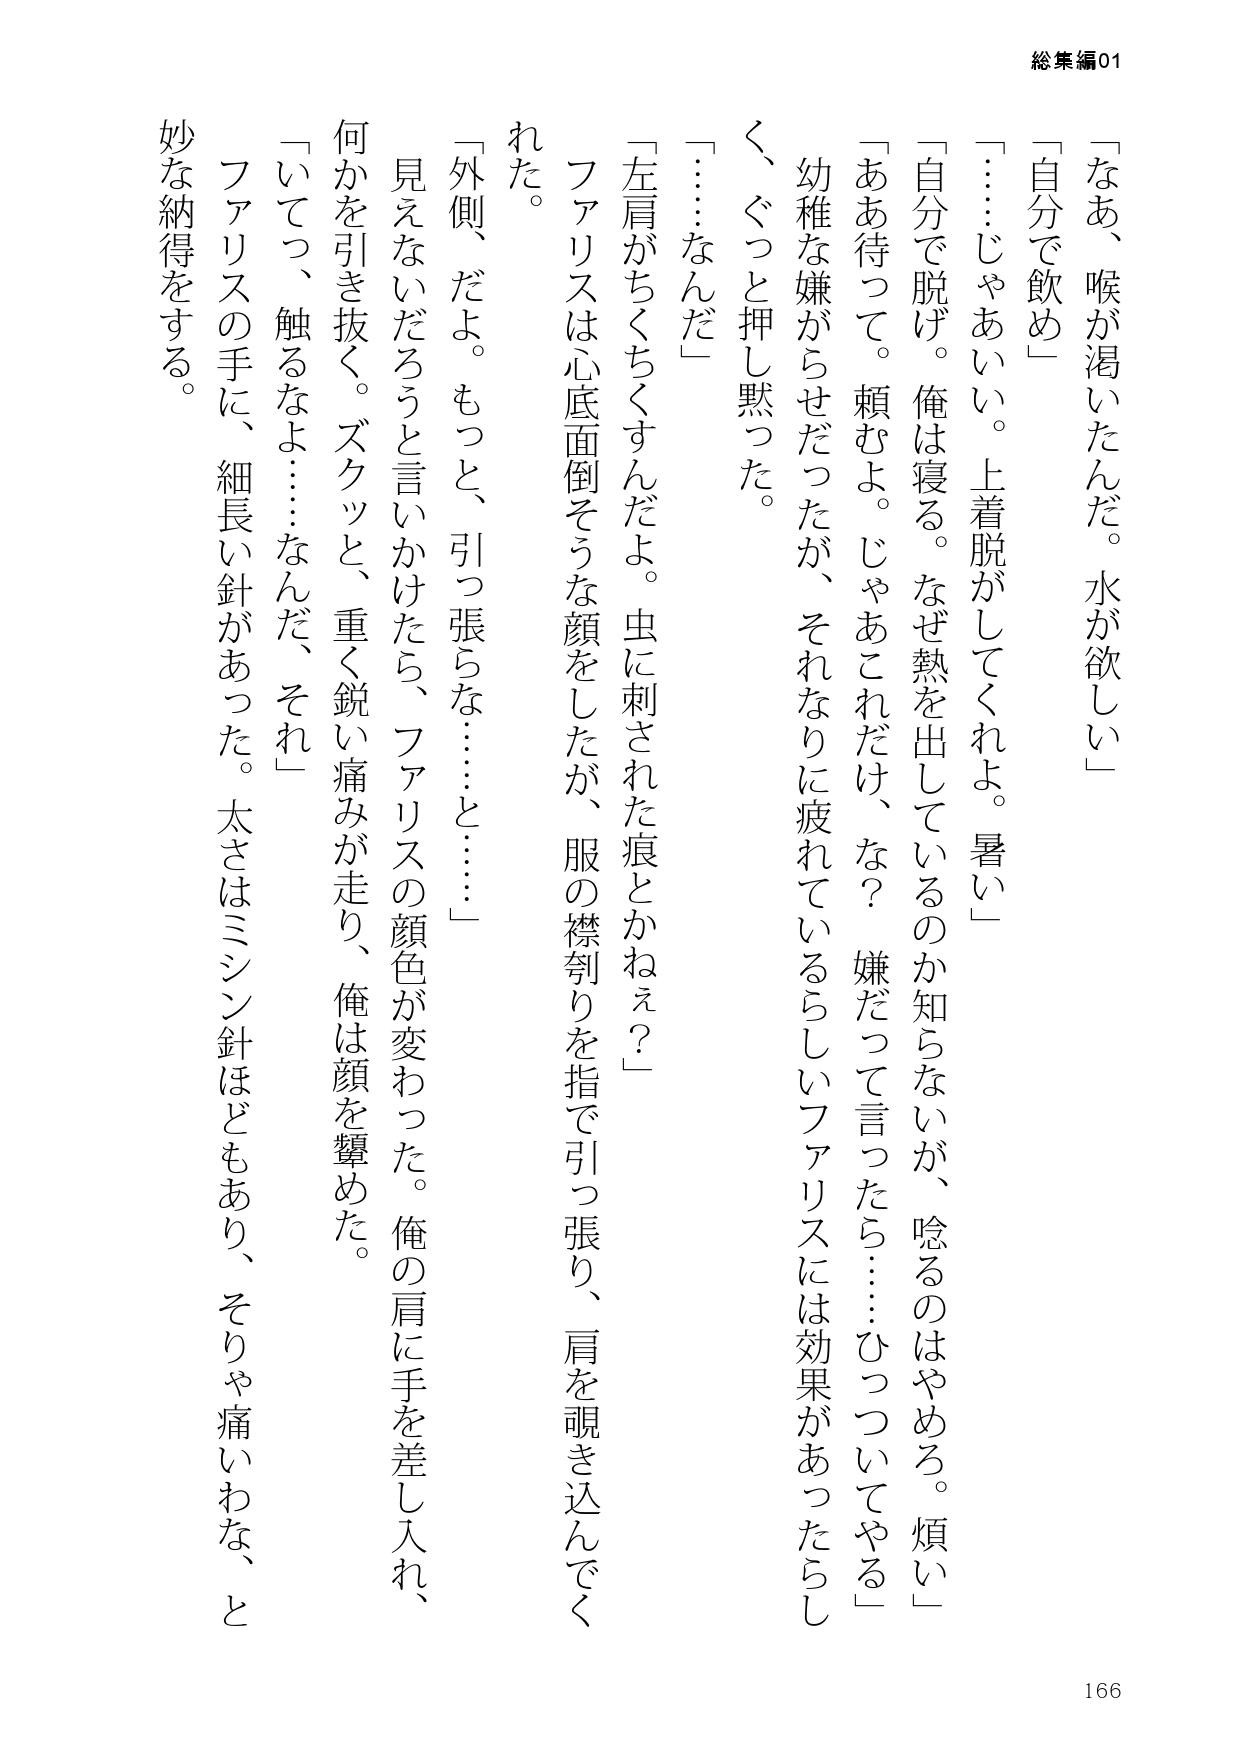 総集編01
「なあ、喉が渇いたんだ。水が欲しい」
「自分で飲め」
「……じゃあいい。上着脱がしてくれよ。暑い」
「自分で脱げ。俺は寝る。なぜ熱を出しているのか知らないが、唸るのはやめろ。煩い」
「ああ待って。頼むよ。じゃあこれだけ、な？　嫌だって言ったら……ひっついてやる」
　幼稚な嫌がらせだったが、それなりに疲れているらしいファリスには効果があったらし
く、ぐっと押し黙った。
「……なんだ」
「左肩がちくちくすんだよ。虫に刺された痕とかねぇ？」
　ファリスは心底面倒そうな顔をしたが、服の襟刳りを指で引っ張り、肩を覗き込んでく
れた。
「外側、だよ。もっと、引っ張らな……と……」
　見えないだろうと言いかけたら、ファリスの顔色が変わった。俺の肩に手を差し入れ、
何かを引き抜く。ズクッと、重く鋭い痛みが走り、俺は顔を顰めた。
「いてっ、触るなよ……なんだ、それ」
　ファリスの手に、細長い針があった。太さはミシン針ほどもあり、そりゃ痛いわな、と
妙な納得をする。
166